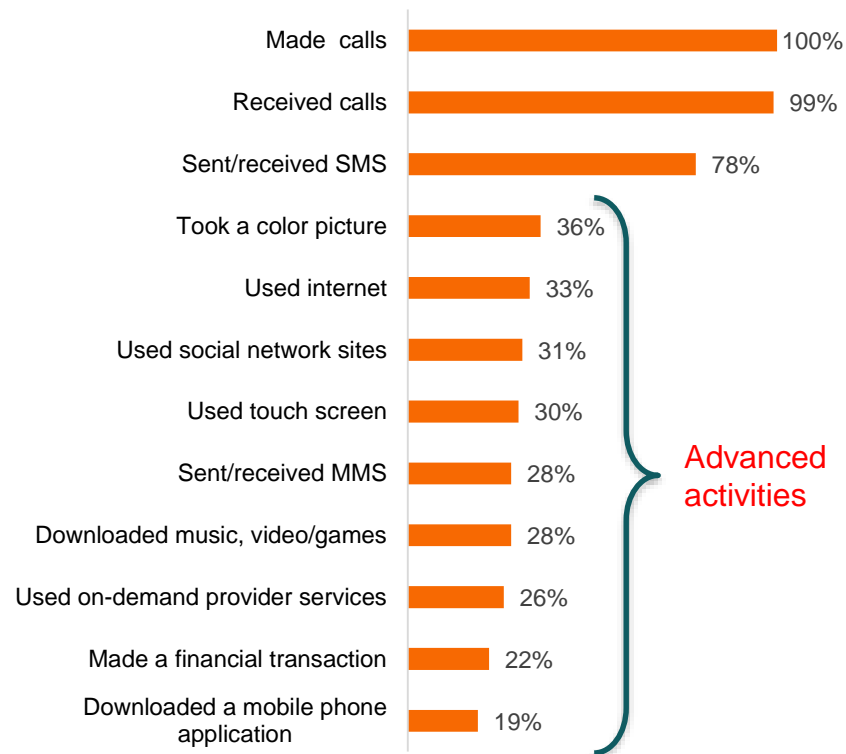 Made calls
100%
Received calls
99%
Sent/received SMS
78%
Took a color picture
36%
Used internet
33%
Used social network sites
31%
Used touch screen
30%
Sent/received MMS
28%
Downloaded music, video/games
28%
Used on-demand provider services
26%
Made a financial transaction
22%
Downloaded a mobile phone
application
19%
Advanced
activities